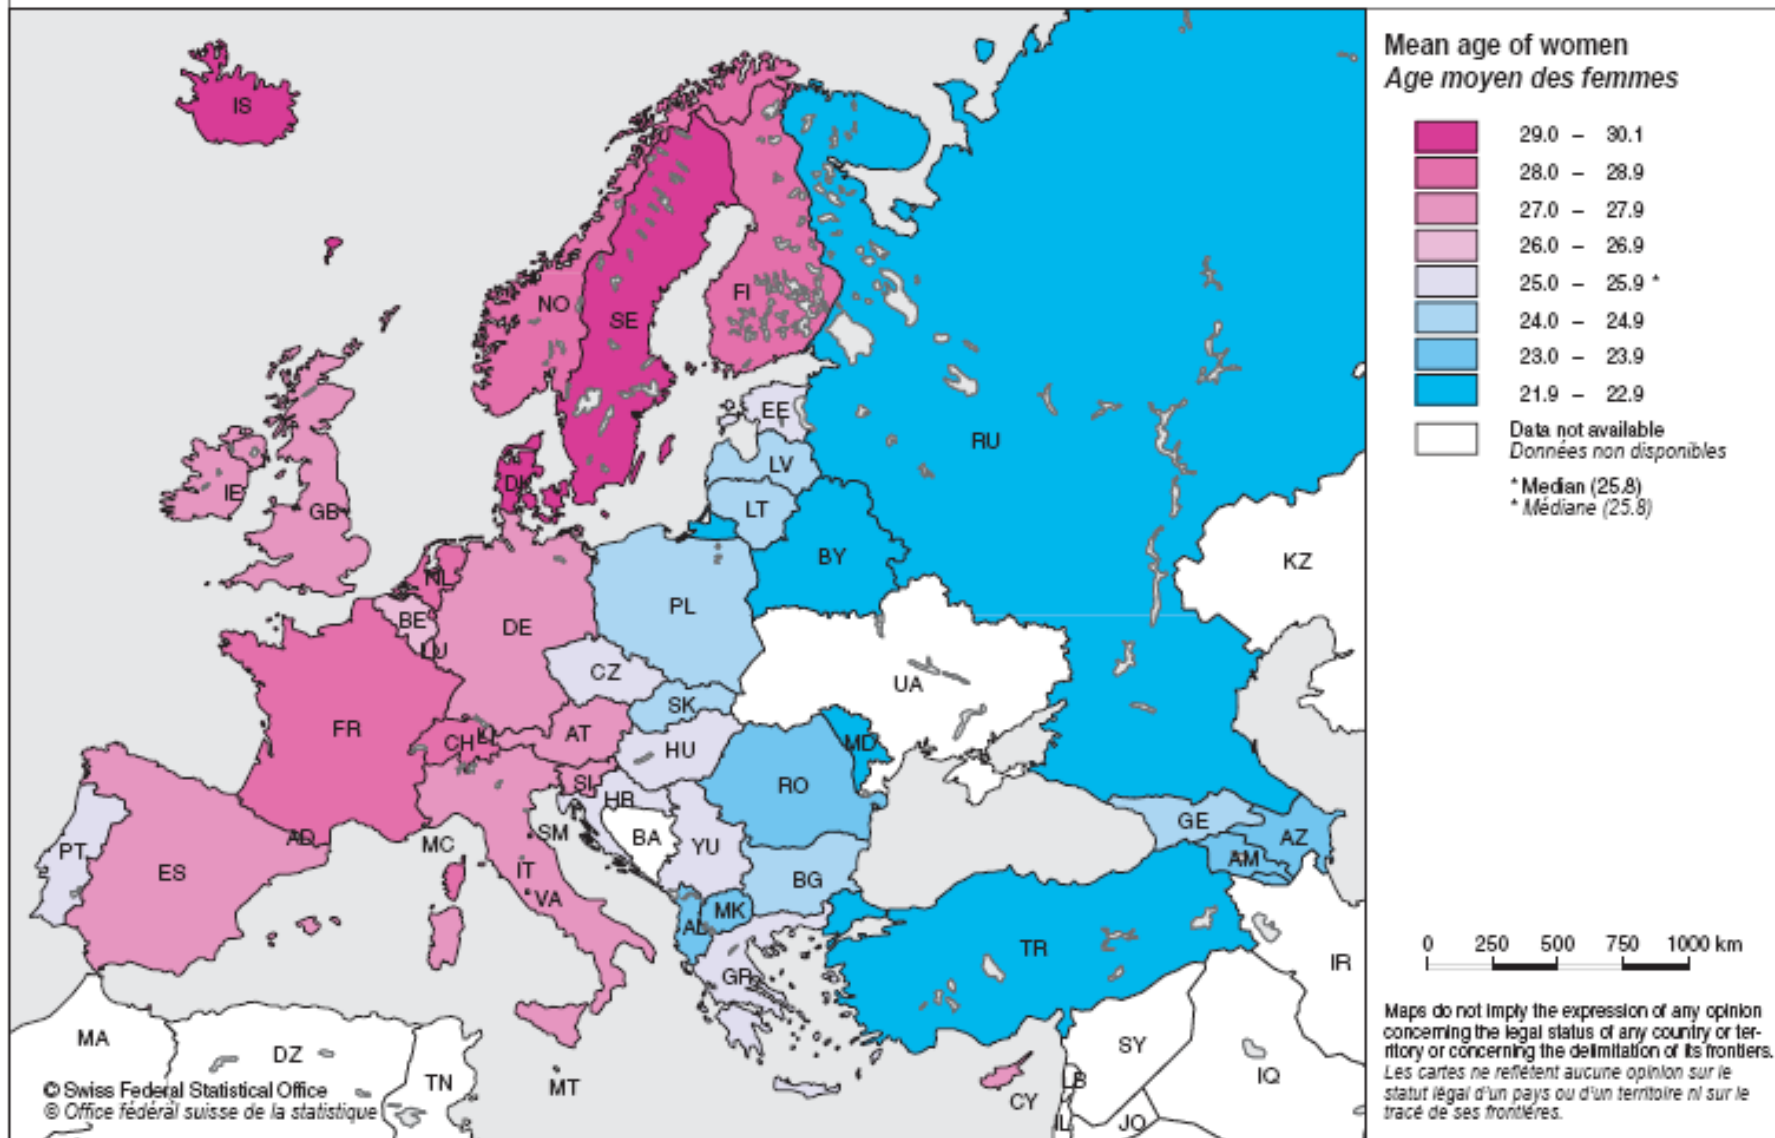 Mean age of women
Age moyen des femmes
29.0 – 30.1
28.0 – 28.9
27.0 – 27.9
26.0 – 26.9
25.0 – 25.9 *
24.0 – 24.9
23.0 – 23.9
21.9 – 22.9
Data not available
Données non disponibles
* Median (25.8)
* Médiane (25.8)
IS
NO
SE
FI
EE
RU
LV
DK
IE
LT
GB
BY
KZ
NL
PL
BE
DE
LU
CZ
UA
SK
FR
AT
CH
LI
HU
MD
SI
RO
HR
GE
SM
BA
AD
MC
YU
AZ
PT
AM
ES
IT
BG
VA
MK
AL
TR
GR
IR
MA
DZ
SY
TN
MT
LB
IQ
CY
IL
JO
0 250 500 750 1000 km
Maps do not imply the expression of any opinion
concerning the legal status of any country or ter-
ritory or concerning the delimitation of its frontiers.
Les cartes ne reflètent aucune opinion sur le
statut légal d'un pays ou d'un territoire ni sur le
tracé de ses frontières.
© Swiss Federal Statistical Office
© Office fédéral suisse de la statistique